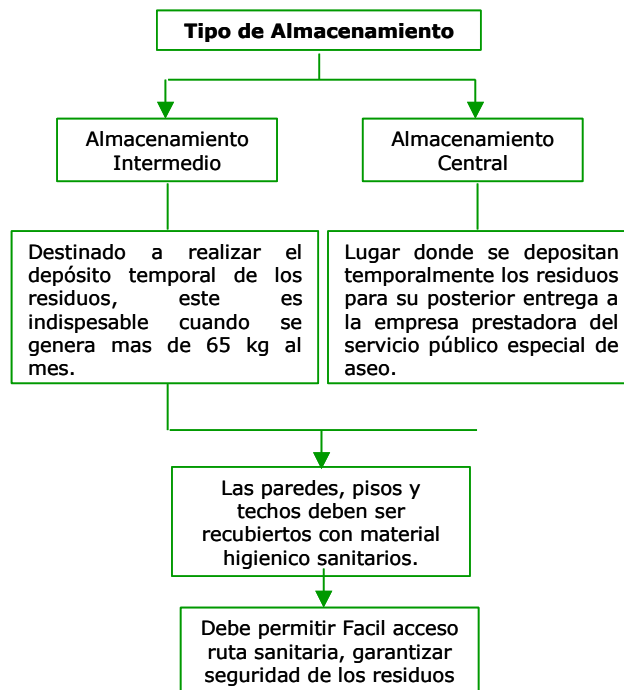 Tipo de Almacenamiento
Almacenamiento
Intermedio
Almacenamiento
Central
Destinado a realizar el
depósito temporal de los
residuos, este es
indispesable cuando se
genera mas de 65 kg al
mes.
Lugar donde se depositan
temporalmente los residuos
para su posterior entrega a
la empresa prestadora del
servicio público especial de
aseo.
Las paredes, pisos y
techos deben ser
recubiertos con material
higienico sanitarios.
Debe permitir Facil acceso
ruta sanitaria, garantizar
seguridad de los residuos